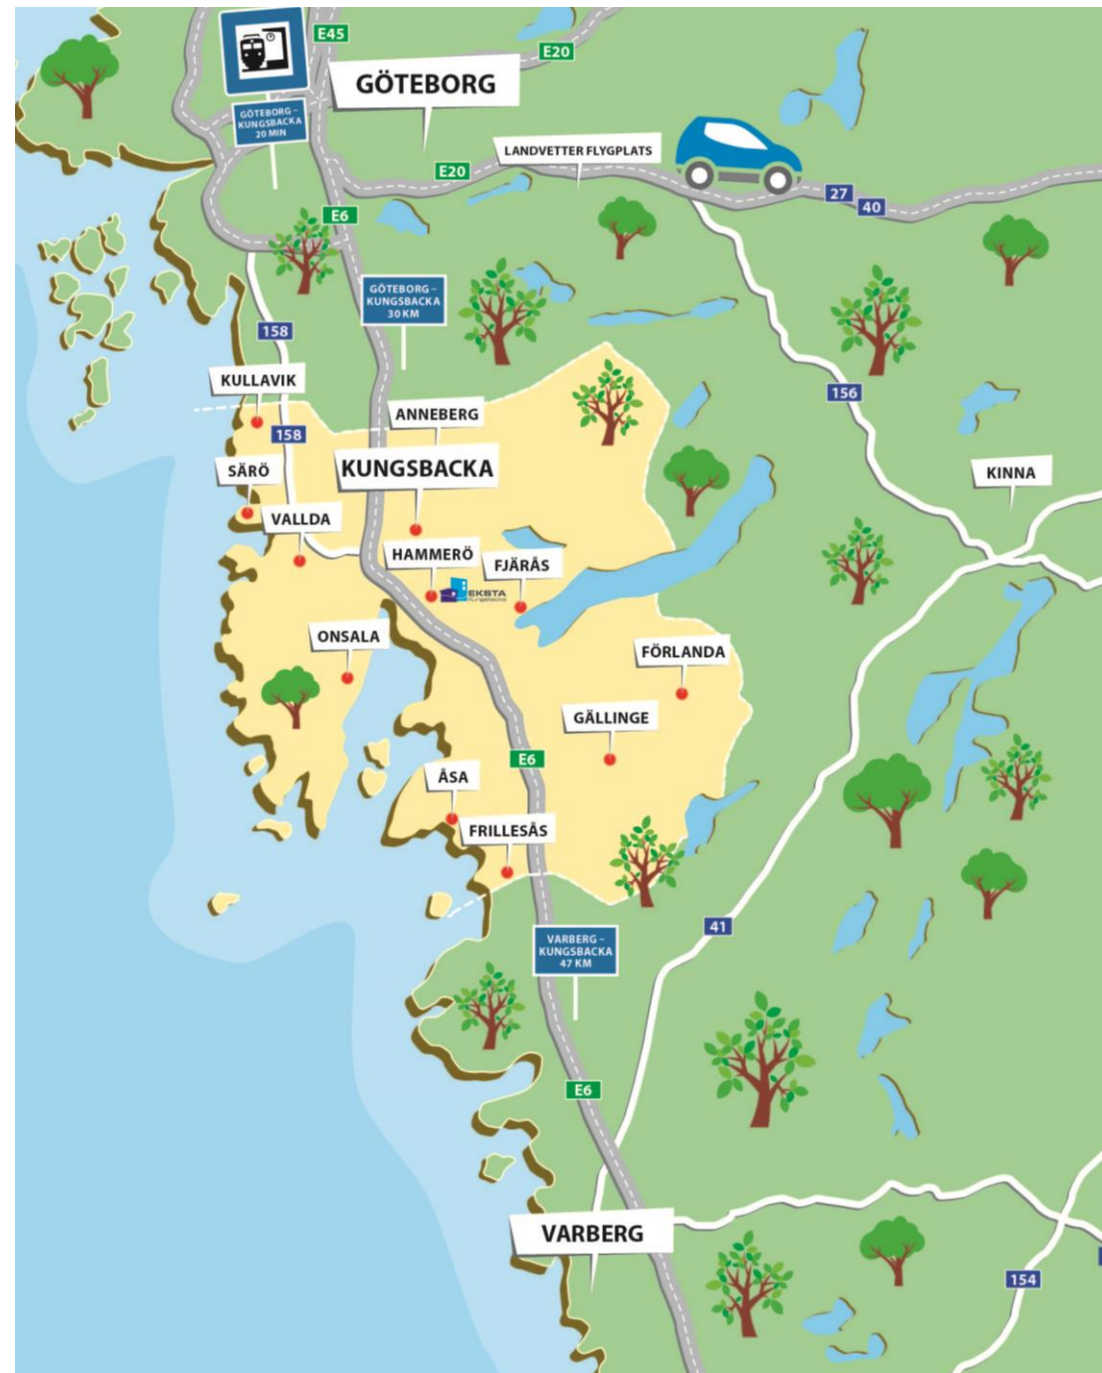 E45
E20
GÖTEBORG
GÖTEBORG –
KUNGSBACKA
20 MIN
LANDVETTER FLYGPLATS
E20
27
40
E6
GÖTEBORG –
KUNGSBACKA
30 KM
158
KULLAVIK
156
ANNEBERG
158
KUNGSBACKA
SÄRÖ
KINNA
VALLDA
HAMMERÖ
FJÄRÅS
EKSTA
Kungsbacka
ONSALA
FÖRLANDA
GÄLLINGE
E6
ÅSA
FRILLESÅS
41
VARBERG –
KUNGSBACKA
47 KM
E6
VARBERG
154